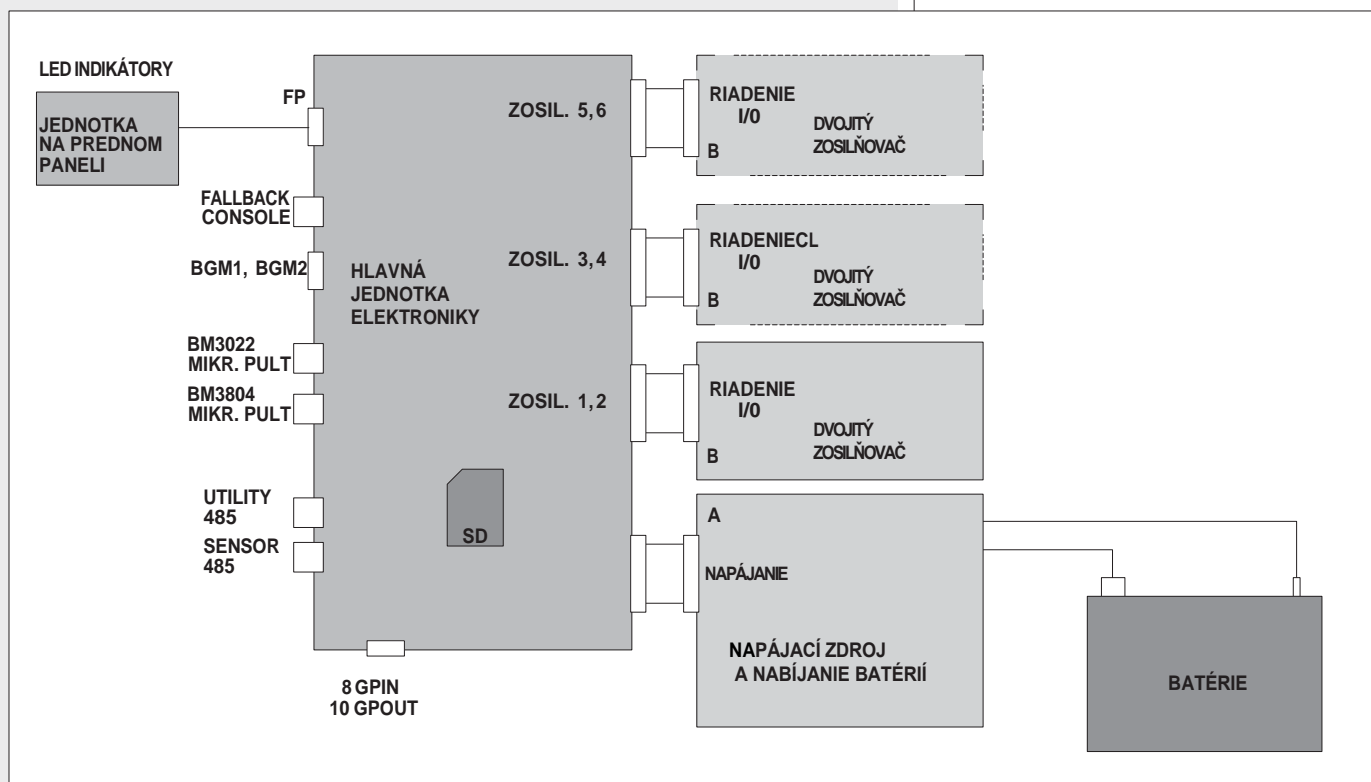 LED INDIKÁTORY
JEDNOTKA
NA PREDNOM
PANELI
FP
FALLBACK
CONSOLE
BGM1, BGM2
BM3022
MIKR. PULT
BM3804
MIKR. PULT
UTILITY
485
SENSOR
485
8 GPIN
10 GPOUT
HLAVNÁ
JEDNOTKA
ELEKTRONIKY
SD
ZOSIL. 5, 6
ZOSIL. 3, 4
ZOSIL. 1, 2
RIADENIE
I/0
B
DVOJITÝ
ZOSILŇOVAČ
RIADENIECL
I/0
B
DVOJITÝ
ZOSILŇOVAČ
RIADENIE
I/0
B
DVOJITÝ
ZOSILŇOVAČ
A
NAPÁJANIE
NAPÁJACÍ ZDROJ
A NABÍJANIE BATÉRIÍ
BATÉRIE